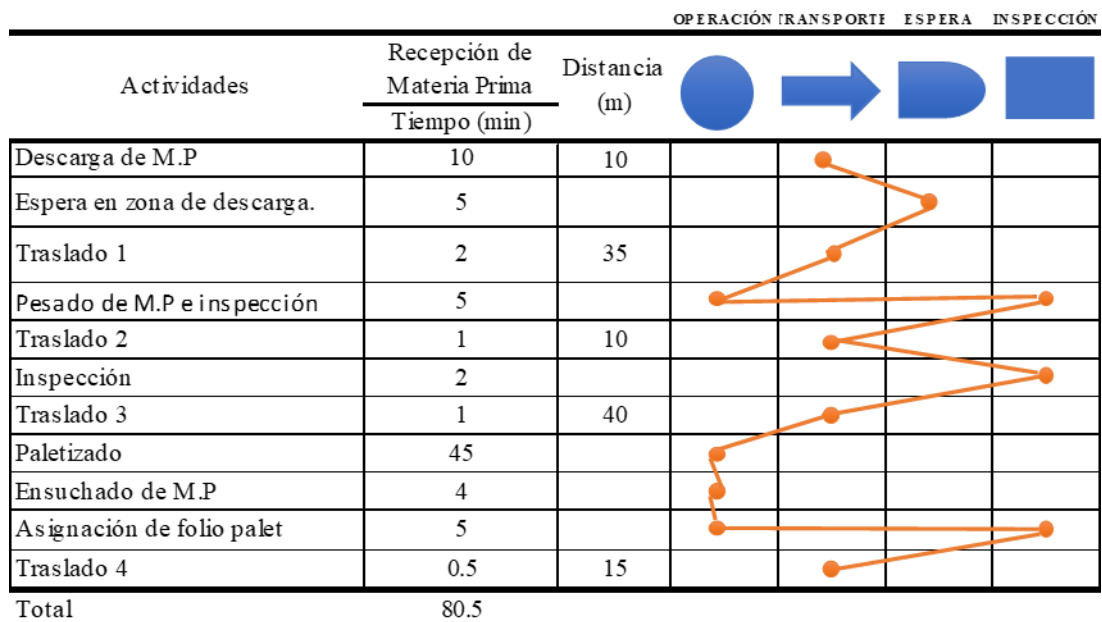 OPERACIÓN TRANSPORTE ESPERA INSPECCIÓN
Actividades Recepción de Materia Prima Distancia (m)
Tiempo (min)
Descarga de M.P 10 10
Espera en zona de descarga. 5
Traslado 1 2 35
Pesado de M.P e inspección 5
Traslado 2 1 10
Inspección 2
Traslado 3 1 40
Paletizado 45
Ensuchado de M.P 4
Asignación de folio palet 5
Traslado 4 0.5 15
Total 80.5